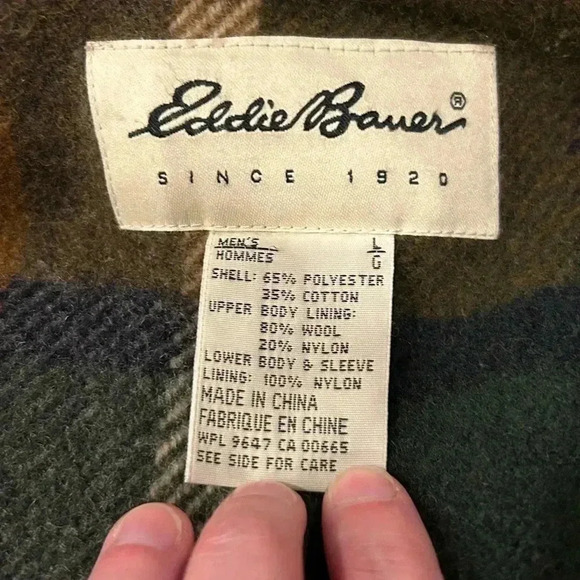 Eddie Bauer®
SINCE 1920
MEN'S L
HOMMES G
SHELL: 65% POLYESTER
35% COTTON
UPPER BODY LINING:
80% WOOL
20% NYLON
LOWER BODY & SLEEVE
LINING: 100% NYLON
MADE IN CHINA
FABRIQUE EN CHINE
WPL 9647 CA 00665
SEE SIDE FOR CARE